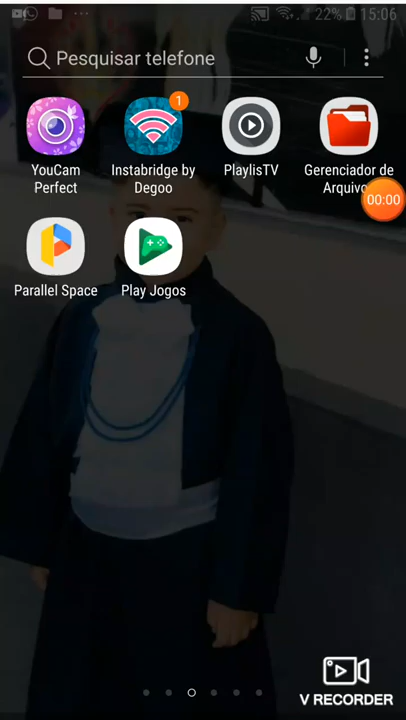 22% 15:06
Pesquisar telefone
1
YouCam
Perfect
Instabridge by
Degoo
PlaylisTV
Gerenciador de
Arquivo
00:00
Parallel Space
Play Jogos
V RECORDER